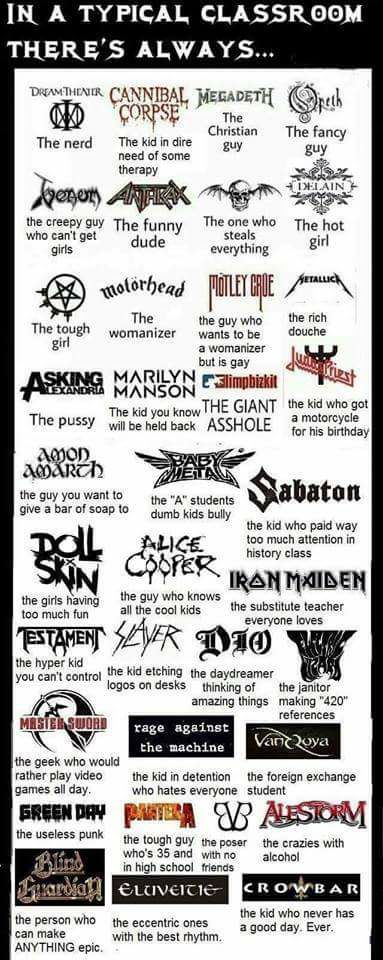 IN A TYPICAL CLASSROOM
THERE'S ALWAYS...
DREAM THEATER
The nerd
CANNIBAL
CORPSE
The kid in dire
need of some
therapy
MEGADETH
The
Christian
guy
Opeth
The fancy
guy
Venom
the creepy guy
who can't get
girls
ANTHRAX
The funny
dude
The one who
steals
everything
DELAIN
The hot
girl
The tough
girl
motörhead
The
womanizer
MÖTLEY CRÜE
the guy who
wants to be
a womanizer
but is gay
METALLICA
the rich
douche
ASKING
ALEXANDRIA
The pussy
MARILYN
MANSON
The kid you know
will be held back
limpbizkit
THE GIANT
ASSHOLE
Judas Priest
the kid who got
a motorcycle
for his birthday
AMON
AMARTH
the guy you want to
give a bar of soap to
BABY
METAL
the "A" students
dumb kids bully
Sabaton
the kid who paid way
too much attention in
history class
DOLL
SKIN
the girls having
too much fun
ALICE
COOPER
the guy who knows
all the cool kids
IRON MAIDEN
the substitute teacher
everyone loves
TESTAMENT
the hyper kid
you can't control
SLAYER
the kid etching
logos on desks
DIO
the daydreamer
thinking of
amazing things
the janitor
making "420"
references
MASTER SWORD
the geek who would
rather play video
games all day.
rage against
the machine
the kid in detention
who hates everyone
VanRoya
the foreign exchange
student
GREEN DAY
the useless punk
PANTERA
the tough guy
who's 35 and
in high school
the poser
with no
friends
ALESTORM
the crazies with
alcohol
Blind
Guardian
the person who
can make
ANYTHING epic.
ELUVEITIE
the eccentric ones
with the best rhythm.
CROWBAR
the kid who never has
a good day. Ever.